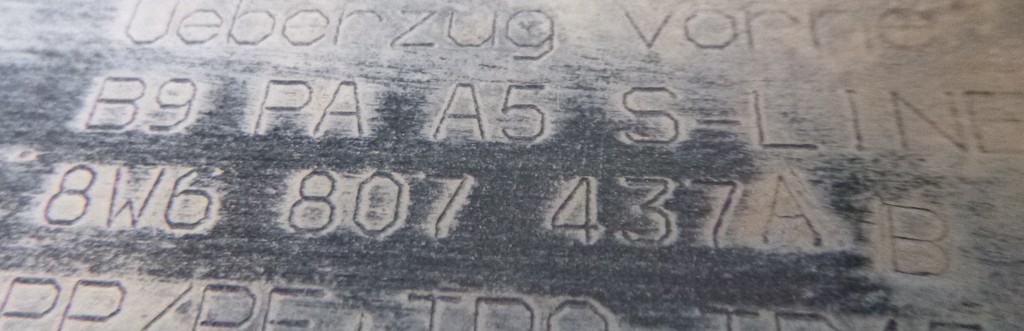 Ueberzug vorne
B9 PA A5 S-LINE
8W6 807 437A B